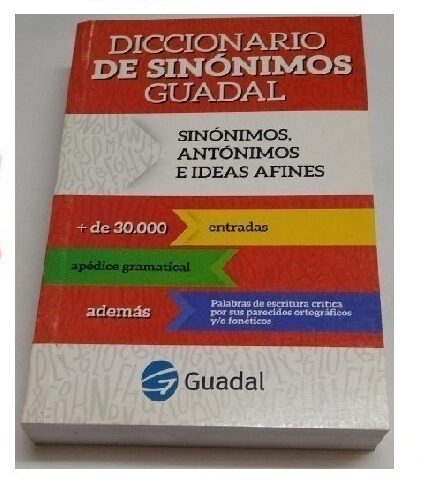 DICCIONARIO
DE SINÓNIMOS
GUADAL
SINÓNIMOS,
ANTÓNIMOS
E IDEAS AFINES
+ de 30.000 entradas
apédice gramatical
además
Palabras de escritura crítica
por sus parecidos ortográficos
y/o fonéticos
Guadal